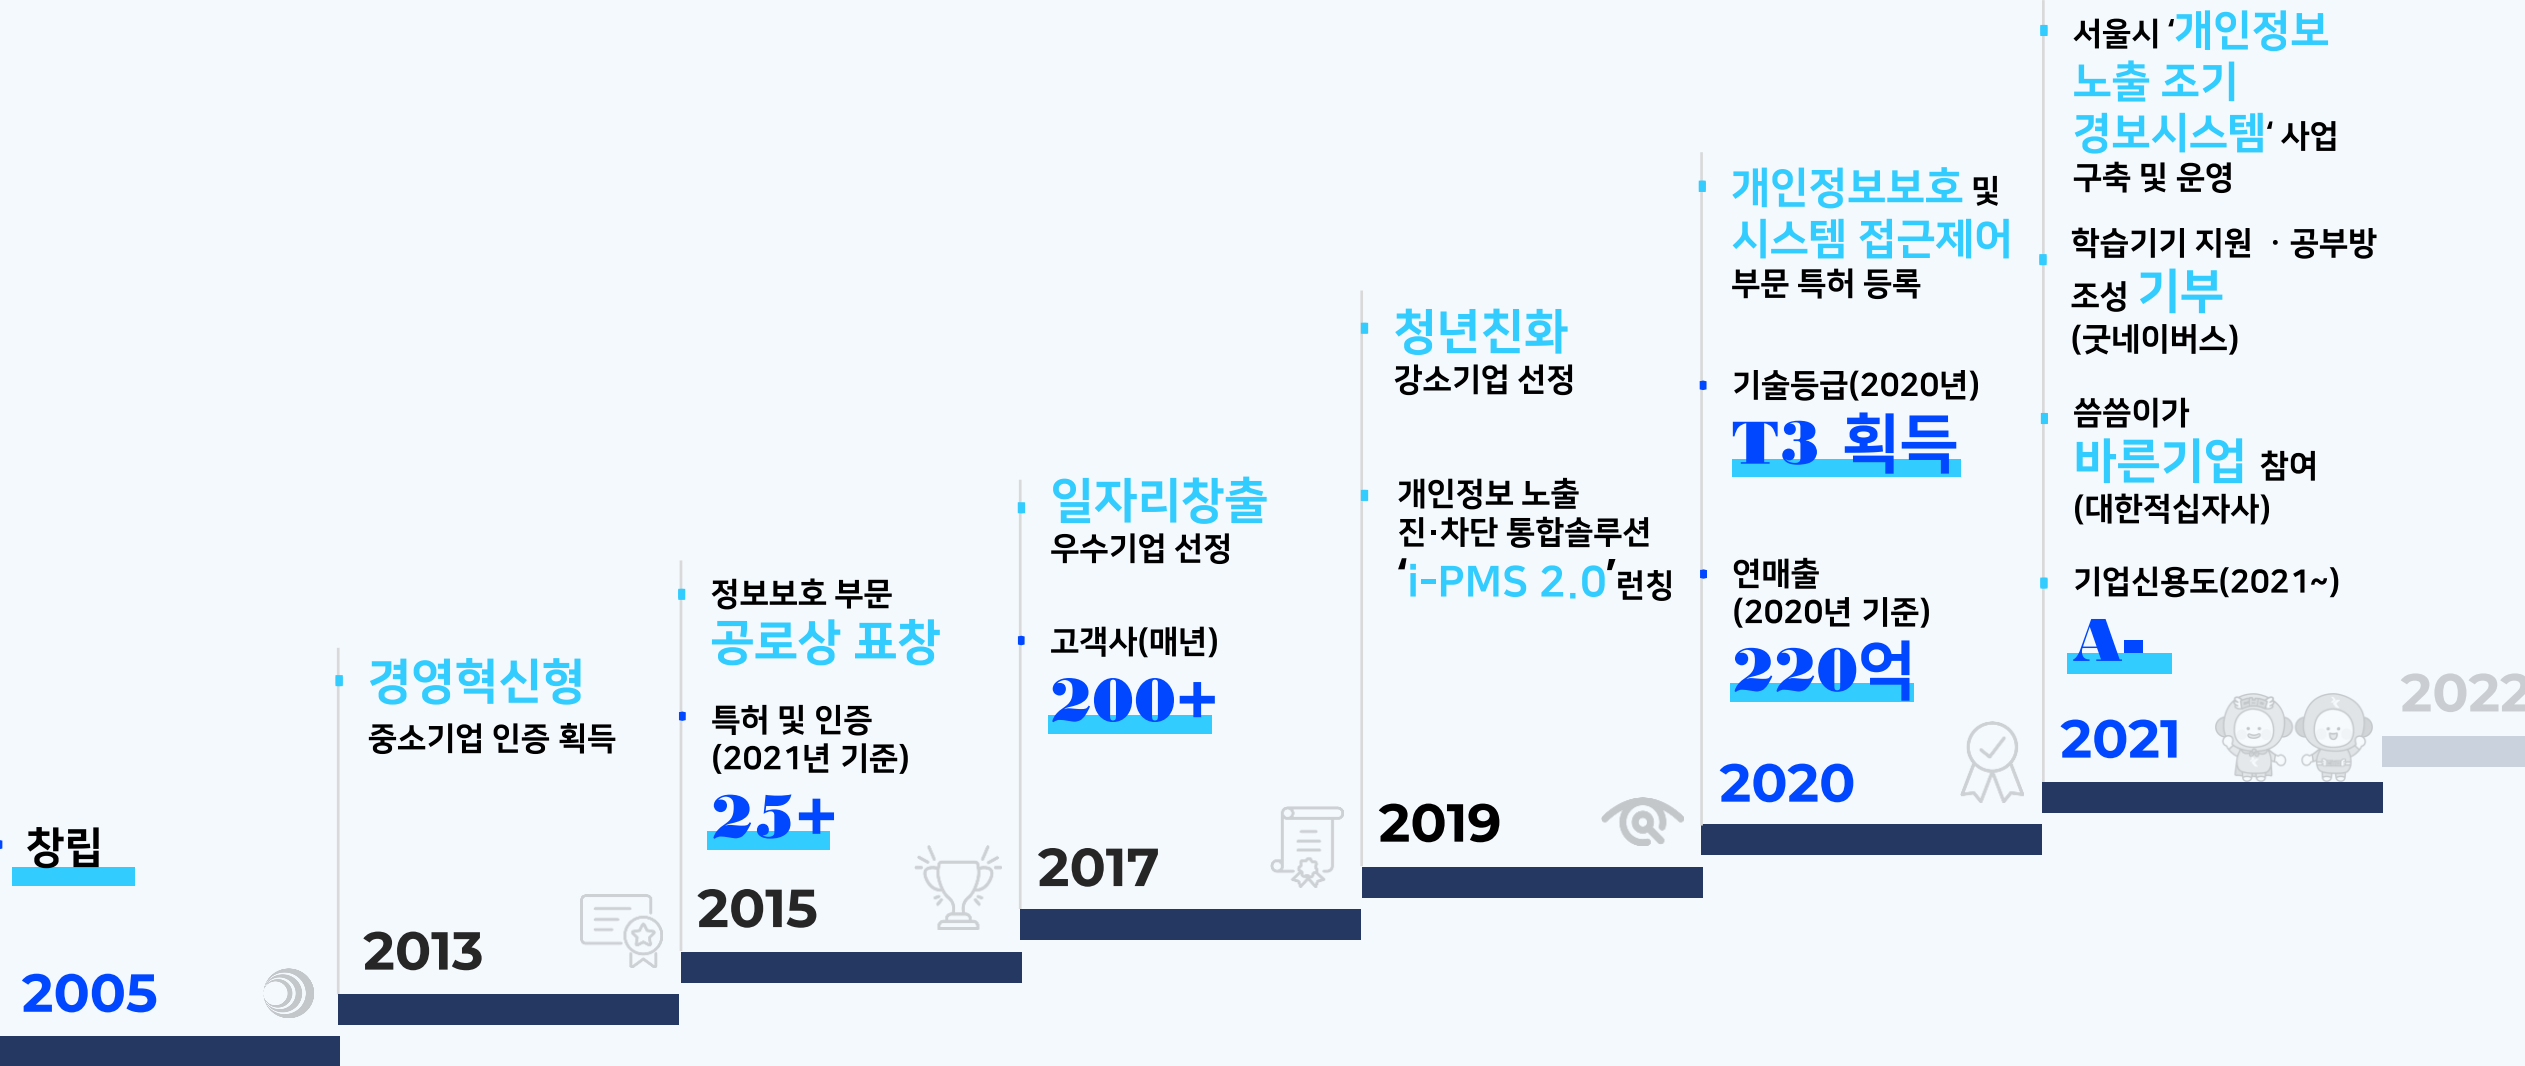 창립
2005
경영혁신형
중소기업 인증 획득
2013
정보보호 부문
공로상 표창
특허 및 인증
(2021년 기준)
25+
2015
일자리창출
우수기업 선정
고객사(매년)
200+
2017
청년친화
강소기업 선정
개인정보 노출
진·차단 통합솔루션
‘i-PMS 2.0’런칭
2019
개인정보보호 및
시스템 접근제어
부문 특허 등록
기술등급(2020년)
T3 획득
연매출
(2020년 기준)
220억
2020
서울시 ‘개인정보
노출 조기
경보시스템‘ 사업
구축 및 운영
학습기기 지원 · 공부방
조성 기부
(굿네이버스)
씀씀이가
바른기업 참여
(대한적십자사)
기업신용도(2021~)
A-
2021
2022